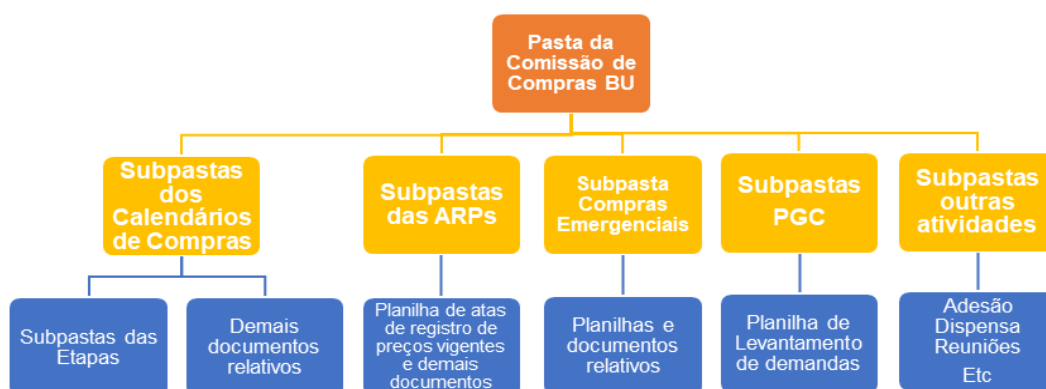 Pasta da
Comissão de
Compras BU
Subpastas
dos
Calendários
de Compras
Subpastas
das ARPs
Subpasta
Compras
Emergenciais
Subpastas
PGC
Subpastas
outras
atividades
Subpastas das
Etapas
Demais
documentos
relativos
Planilha de atas
de registro de
preços vigentes
e demais
documentos
Planilhas e
documentos
relativos
Planilha de
Levantamento
de demandas
Adesão
Dispensa
Reuniões
Etc